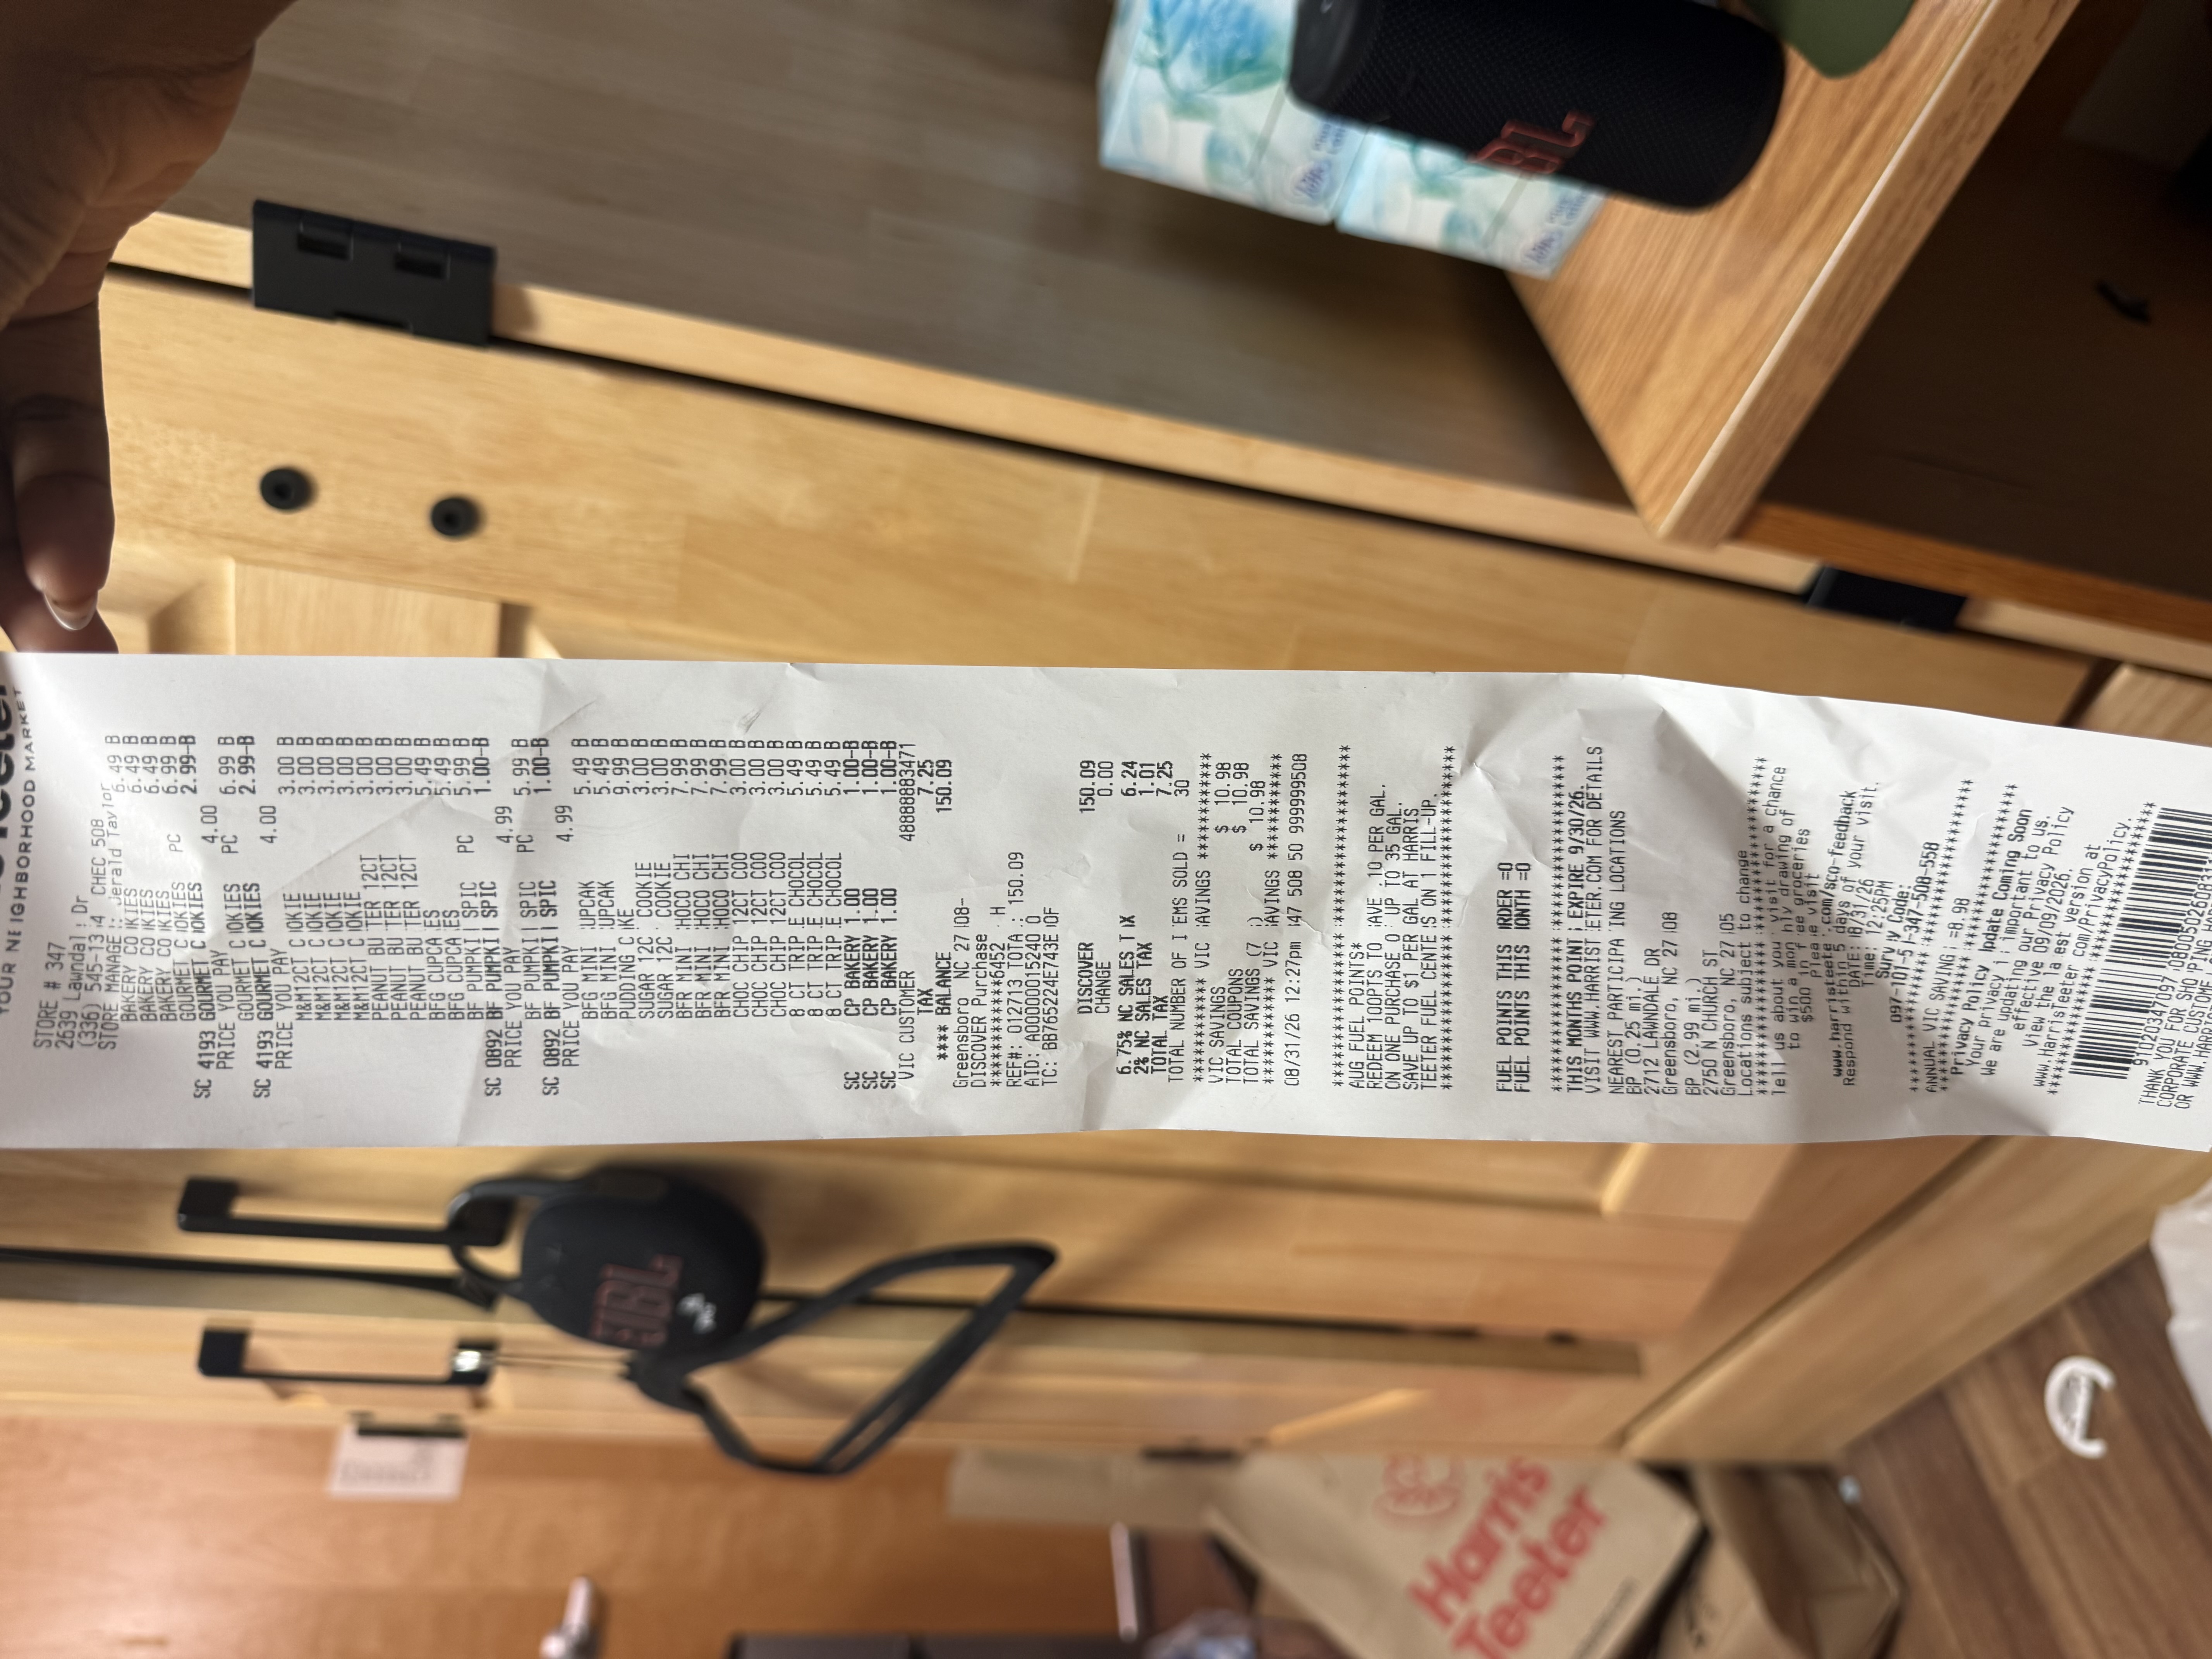 YOUR NEIGHBORHOOD MARKET
STORE # 347
2639 Lawndal Dr
(336) 545-13 4 CHEC 508
STORE MANAGE : Jerald Taylor
BAKERY CO KIES 6.49 B
BAKERY CO KIES 6.49 B
BAKERY CO KIES 6.49 B
GOURMET C OKIES PC 6.99 B
SC 4193 GOURMET C OKIES 2.99-B
PRICE YOU PAY 4.00
GOURMET C OKIES PC 6.99 B
SC 4193 GOURMET C OKIES 2.99-B
PRICE YOU PAY 4.00
M&M12CT C OKIE 3.00 B
M&M12CT C OKIE 3.00 B
M&M12CT C OKIE 3.00 B
M&M12CT C OKIE 3.00 B
PEANUT BU TER 12CT 3.00 B
PEANUT BU TER 12CT 3.00 B
PEANUT BU TER 12CT 3.00 B
BFG CUPCA ES 5.49 B
BFG CUPCA ES 5.49 B
BF PUMPKI SPIC PC 5.99 B
SC 0892 BF PUMPKI SPIC 1.00-B
PRICE YOU PAY 4.99
BF PUMPKI SPIC PC 5.99 B
SC 0892 BF PUMPKI SPIC 1.00-B
PRICE YOU PAY 4.99
BFG MINI UPCAK 5.49 B
BFG MINI UPCAK 5.49 B
PUDDING C KE 9.99 B
SUGAR 12C COOKIE 3.00 B
SUGAR 12C COOKIE 3.00 B
BFR MINI HOCO CHI 7.99 B
BFR MINI HOCO CHI 7.99 B
BFR MINI HOCO CHI 7.99 B
CHOC CHIP 12CT COO 3.00 B
CHOC CHIP 12CT COO 3.00 B
CHOC CHIP 12CT COO 3.00 B
8 CT TRIP E CHOCOL 5.49 B
8 CT TRIP E CHOCOL 5.49 B
8 CT TRIP E CHOCOL 5.49 B
SC CP BAKERY 1.00 1.00-B
SC CP BAKERY 1.00 1.00-B
SC CP BAKERY 1.00 1.00-B
VIC CUSTOMER 48888883471
TAX 7.25
**** BALANCE 150.09
Greensboro NC 27 08-
DISCOVER Purchase
************6452 H
REF#: 012713 TOTA : 150.09
AID: A00000015240 0
TC: BB765224E743E 0F
DISCOVER 150.09
CHANGE 0.00
6.75% NC SALES T X 6.24
2% NC SALES TAX 1.01
TOTAL TAX 7.25
TOTAL NUMBER OF I EMS SOLD = 30
************ VIC AVINGS ************
VIC SAVINGS $ 10.98
TOTAL COUPONS $ 10.98
TOTAL SAVINGS (7 ) $ 10.98
************ VIC AVINGS ************
08/31/26 12:27pm 47 508 50 999999508
*************************************
AUG FUEL POINTS*
REDEEM 100PTS TO AVE .10 PER GAL.
ON ONE PURCHASE O UP TO 35 GAL.
SAVE UP TO $1 PER GAL AT HARRIS
TEETER FUEL CENTE S ON 1 FILL-UP.
*************************************
FUEL POINTS THIS RDER =0
FUEL POINTS THIS ONTH =0
************************************
THIS MONTHS POINT EXPIRE 9/30/26.
VISIT WWW.HARRIST ETER.COM FOR DETAILS
NEAREST PARTICIPA ING LOCATIONS
BP (0.25 mi.)
2712 LAWNDALE DR
Greensboro, NC 27 08
BP (2.99 mi.)
2750 N CHURCH ST
Greensboro, NC 27 05
Locations subject to change
************************************
Tell us about you visit for a chance
to win a mon hly drawing of
$500 in f ee groceries
Plea e visit
www.harristeete .com/sco-feedback
Respond within 5 days of your visit.
DATE: 8/31/26
Time: 12:25PM
Surv y Code:
097-101-5 -347-508-558
************************************
ANNUAL VIC SAVING =8.98
************************************
Privacy Policy pdate Coming Soon
Your privacy i important to us.
We are updating our Privacy Policy
effective 09/09/2026.
View the la est version at
www.HarrisTeeter com/PrivacyPolicy.
************************************
THANK YOU FOR SHO PING
CORPORATE CUSTOME
OR WWW.HARRI
JBL
Harris
Teeter
JBL